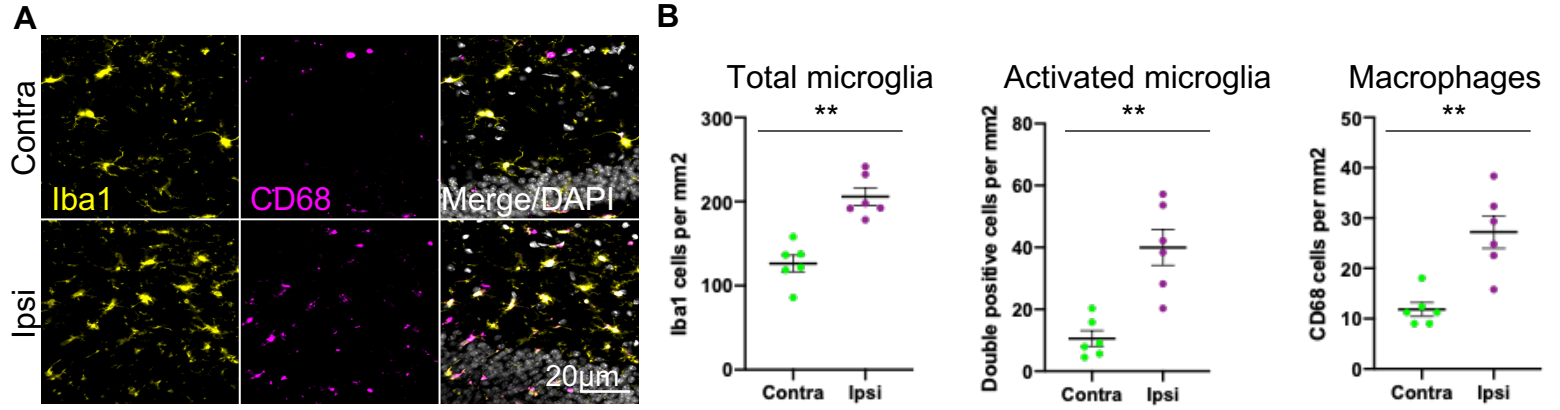 A
Contra
Iba1
CD68
Merge/DAPI
Ipsi
20µm
B
Total microglia
**
Iba1 cells per mm2
300
200
100
0
Contra Ipsi
Activated microglia
**
Double positive cells per mm2
80
60
40
20
0
Contra Ipsi
Macrophages
**
CD68 cells per mm2
50
40
30
20
10
0
Contra Ipsi